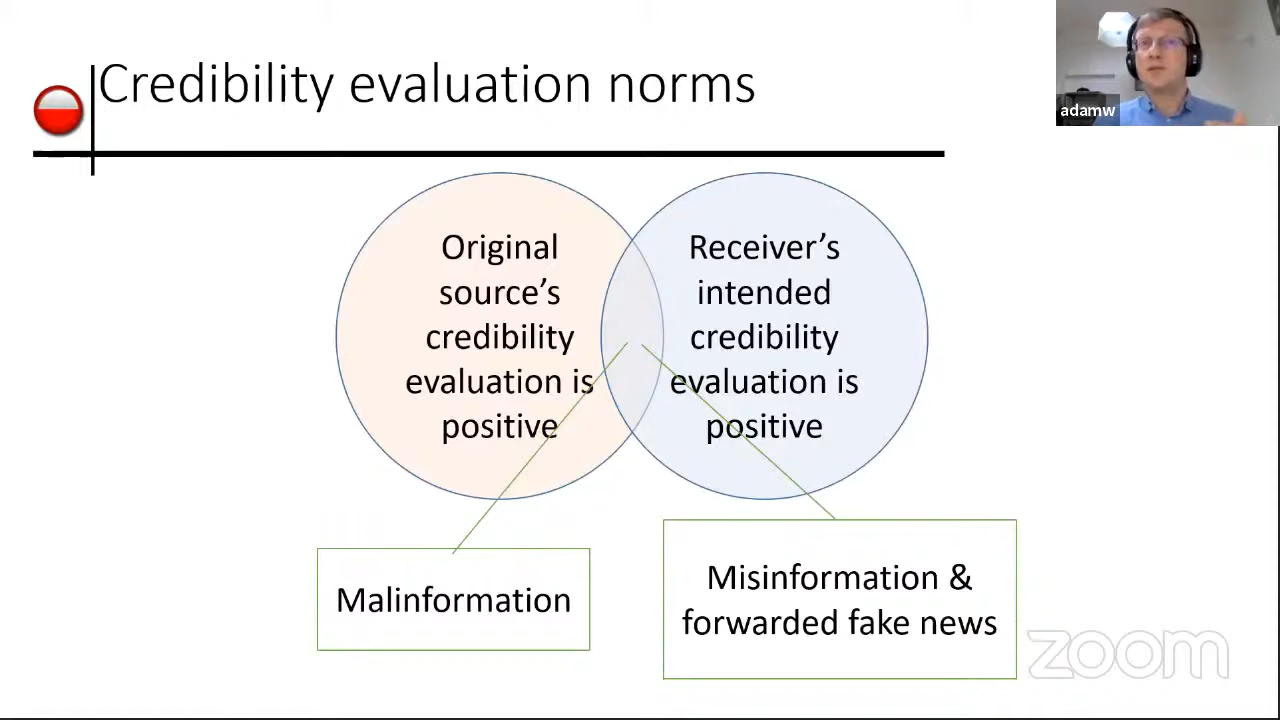 Credibility evaluation norms
adamw
Original
source’s
credibility
evaluation is
positive
Receiver’s
intended
credibility
evaluation is
positive
Malinformation
Misinformation &
forwarded fake news
zoom